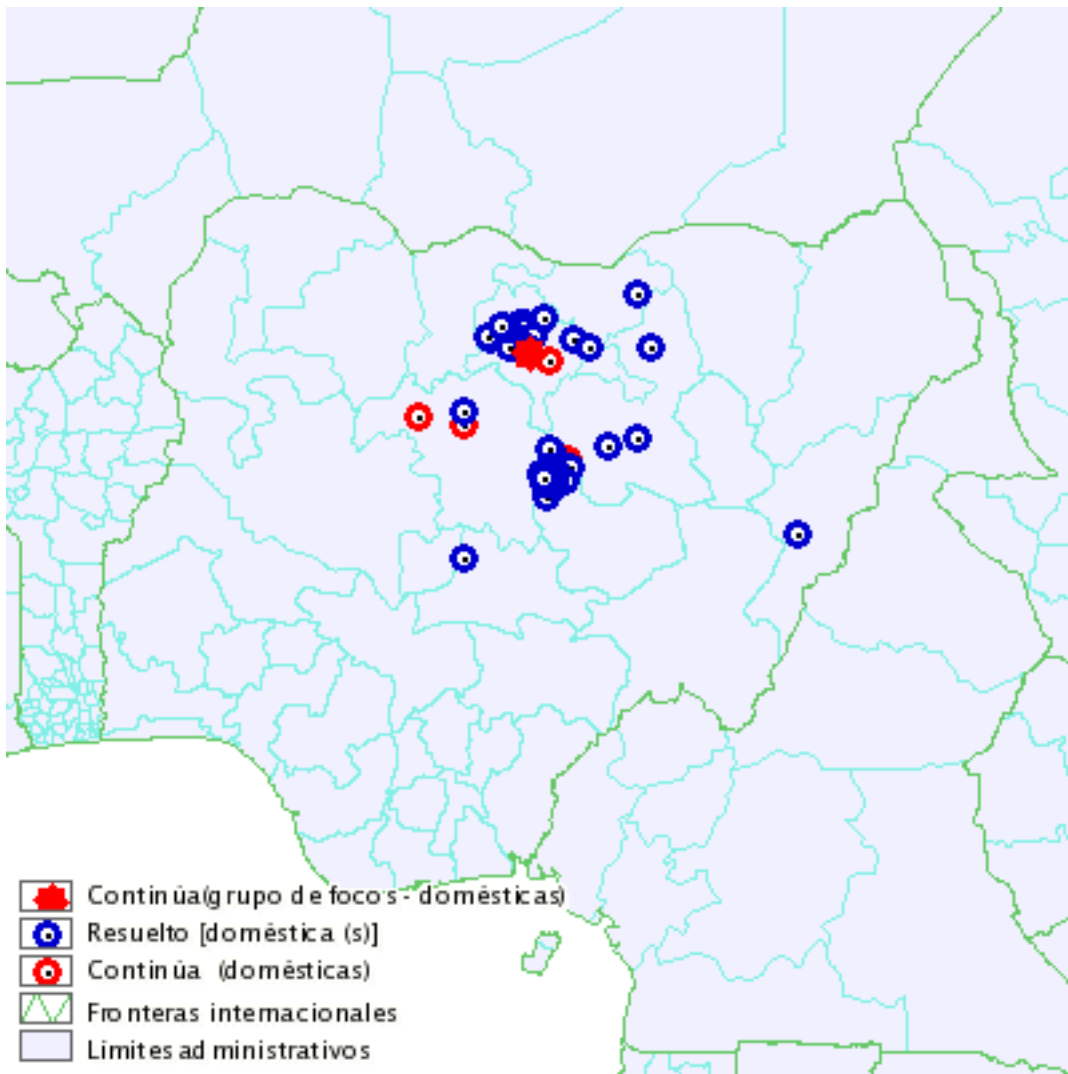 Continúa(grupo de focos - domésticas)
Resuelto [doméstica (s)]
Continúa (domésticas)
Fronteras internacionales
Límites administrativos